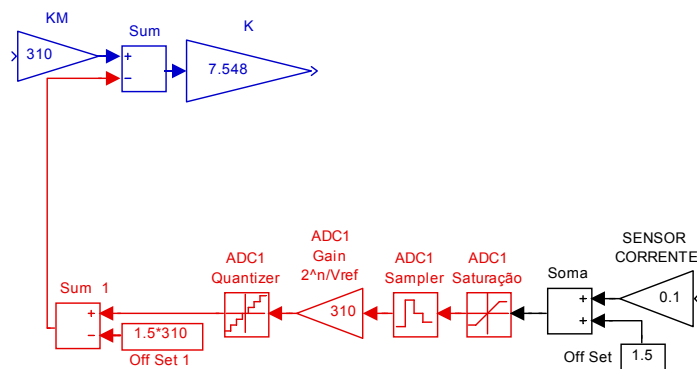 KM
Sum
K
310
+
−
7.548
ADC1
Gain
2^n/Vref
ADC1
Quantizer
ADC1
Sampler
ADC1
Saturação
SENSOR
CORRENTE
Sum 1
Soma
+
−
1.5*310
310
+
+
0.1
Off Set 1
Off Set
1.5